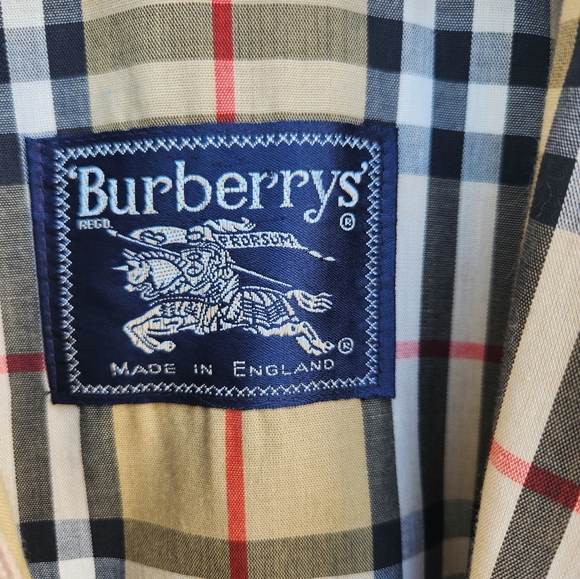 'Burberrys'
REGD. ®
PRORSUM
®
MADE IN ENGLAND